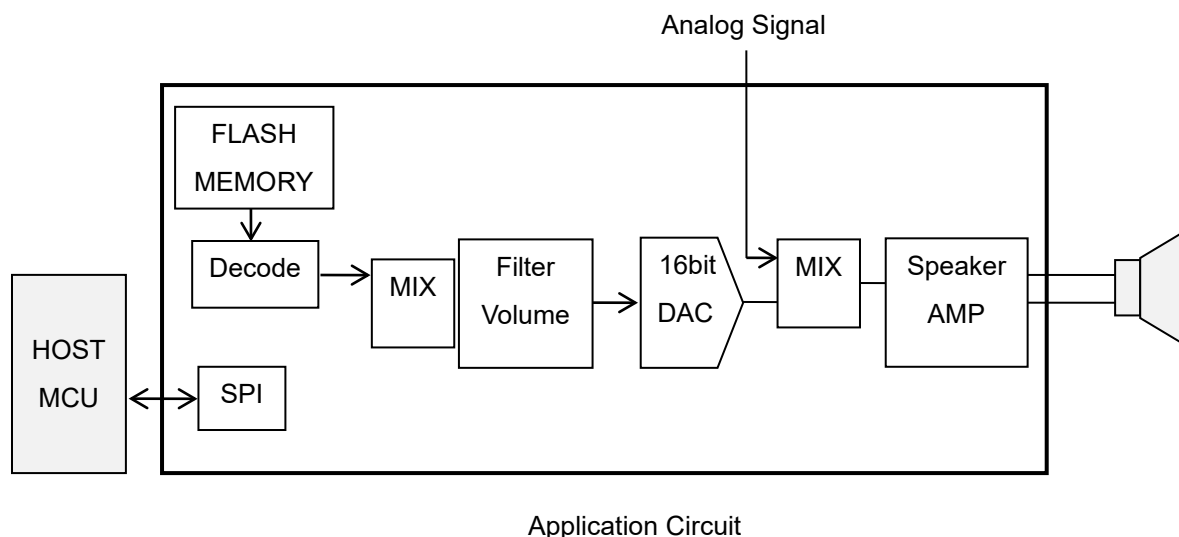 Analog Signal
FLASH
MEMORY
Decode
MIX
Filter
Volume
16bit
DAC
MIX
Speaker
AMP
HOST
MCU
SPI
Application Circuit